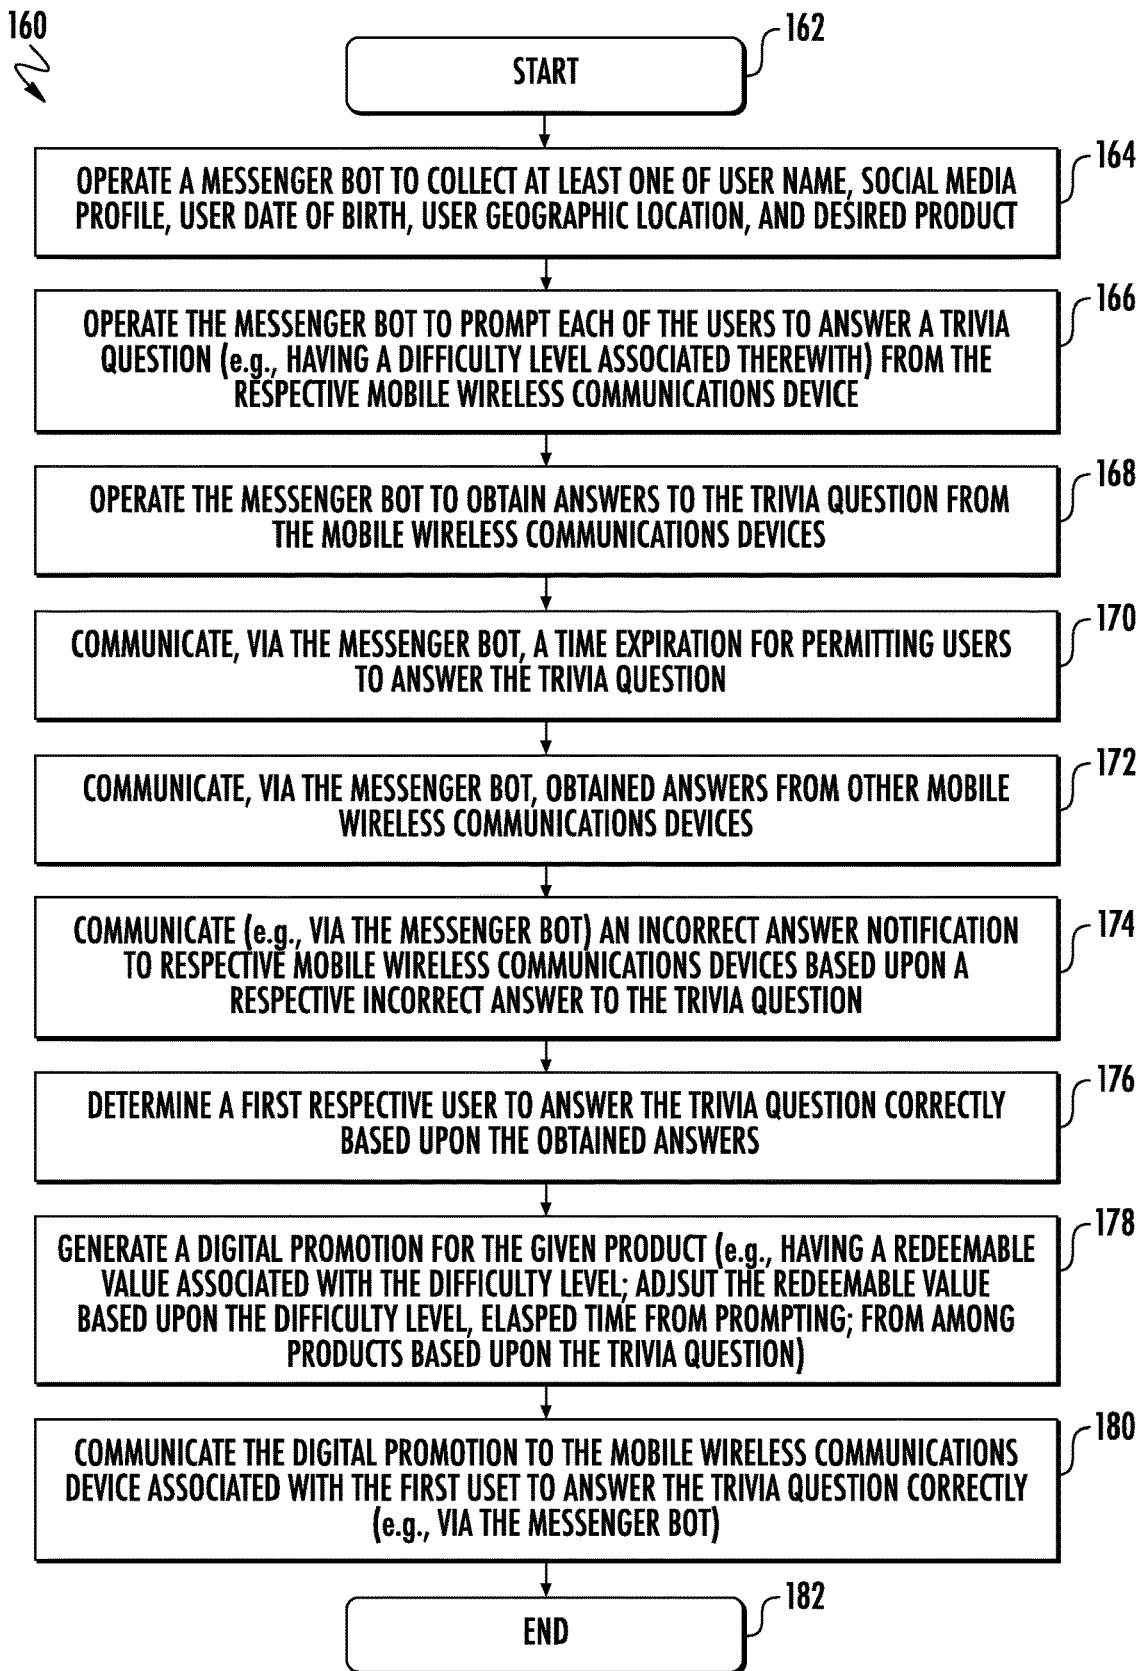 160
162
START
164
OPERATE A MESSENGER BOT TO COLLECT AT LEAST ONE OF USER NAME, SOCIAL MEDIA
PROFILE, USER DATE OF BIRTH, USER GEOGRAPHIC LOCATION, AND DESIRED PRODUCT
166
OPERATE THE MESSENGER BOT TO PROMPT EACH OF THE USERS TO ANSWER A TRIVIA
QUESTION (e.g., HAVING A DIFFICULTY LEVEL ASSOCIATED THEREWITH) FROM THE
RESPECTIVE MOBILE WIRELESS COMMUNICATIONS DEVICE
168
OPERATE THE MESSENGER BOT TO OBTAIN ANSWERS TO THE TRIVIA QUESTION FROM
THE MOBILE WIRELESS COMMUNICATIONS DEVICES
170
COMMUNICATE, VIA THE MESSENGER BOT, A TIME EXPIRATION FOR PERMITTING USERS
TO ANSWER THE TRIVIA QUESTION
172
COMMUNICATE, VIA THE MESSENGER BOT, OBTAINED ANSWERS FROM OTHER MOBILE
WIRELESS COMMUNICATIONS DEVICES
174
COMMUNICATE (e.g., VIA THE MESSENGER BOT) AN INCORRECT ANSWER NOTIFICATION
TO RESPECTIVE MOBILE WIRELESS COMMUNICATIONS DEVICES BASED UPON A
RESPECTIVE INCORRECT ANSWER TO THE TRIVIA QUESTION
176
DETERMINE A FIRST RESPECTIVE USER TO ANSWER THE TRIVIA QUESTION CORRECTLY
BASED UPON THE OBTAINED ANSWERS
178
GENERATE A DIGITAL PROMOTION FOR THE GIVEN PRODUCT (e.g., HAVING A REDEEMABLE
VALUE ASSOCIATED WITH THE DIFFICULTY LEVEL; ADJSUT THE REDEEMABLE VALUE
BASED UPON THE DIFFICULTY LEVEL, ELASPED TIME FROM PROMPTING; FROM AMONG
PRODUCTS BASED UPON THE TRIVIA QUESTION)
180
COMMUNICATE THE DIGITAL PROMOTION TO THE MOBILE WIRELESS COMMUNICATIONS
DEVICE ASSOCIATED WITH THE FIRST USET TO ANSWER THE TRIVIA QUESTION CORRECTLY
(e.g., VIA THE MESSENGER BOT)
182
END